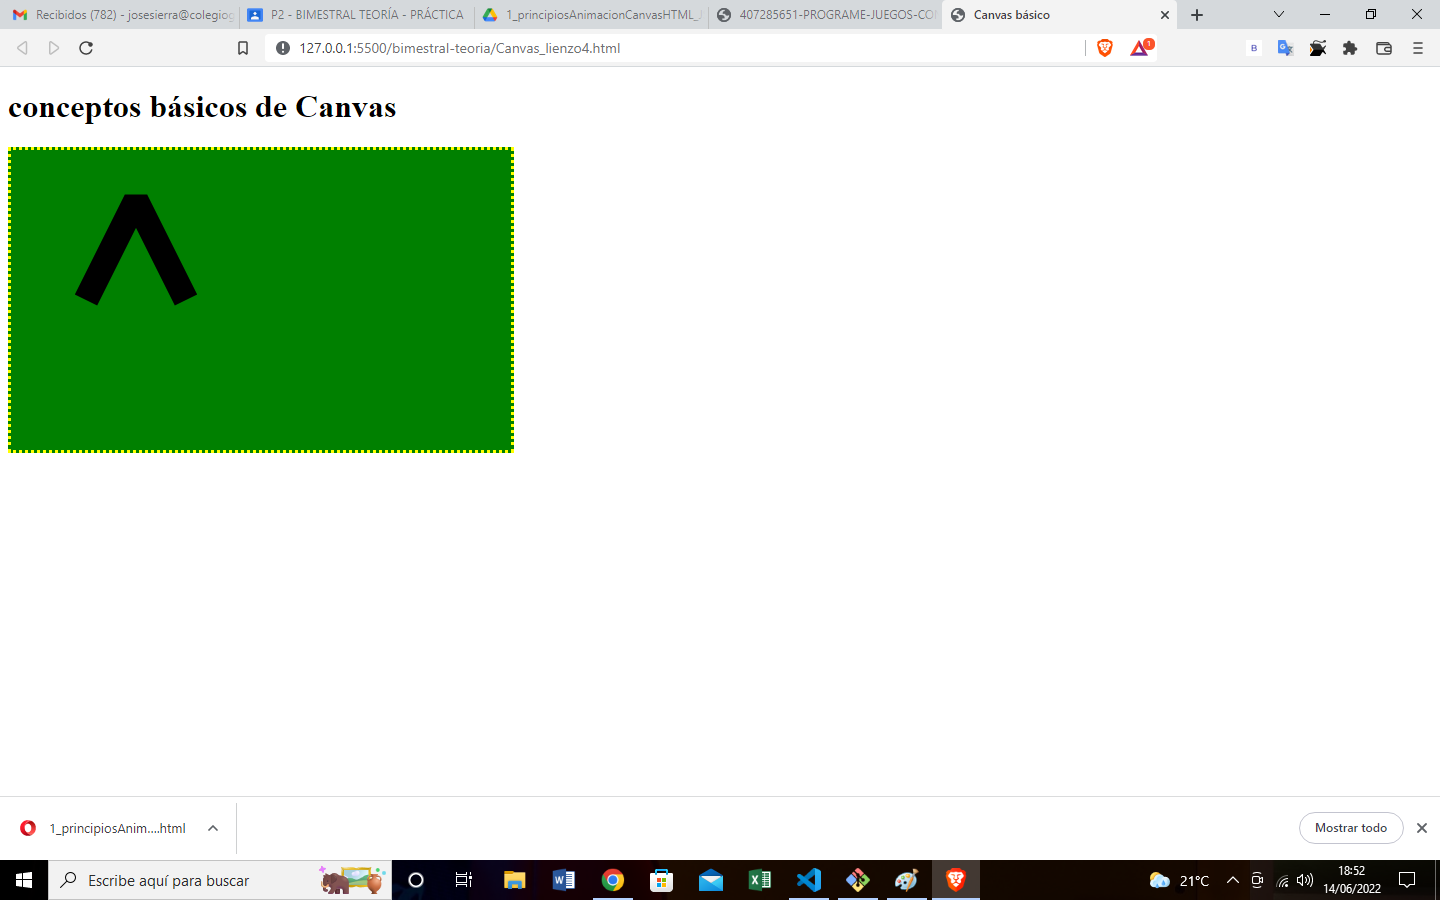 Recibidos (782) - josesierra@colegiog
P2 - BIMESTRAL TEORÍA - PRÁCTICA
1_principiosAnimacionCanvasHTML_
407285651-PROGRAME-JUEGOS-CO
Canvas básico
127.0.0.1:5500/bimestral-teoria/Canvas_lienzo4.html
1
B
conceptos básicos de Canvas
1_principiosAnim....html
Mostrar todo
Escribe aquí para buscar
21°C
18:52
14/06/2022